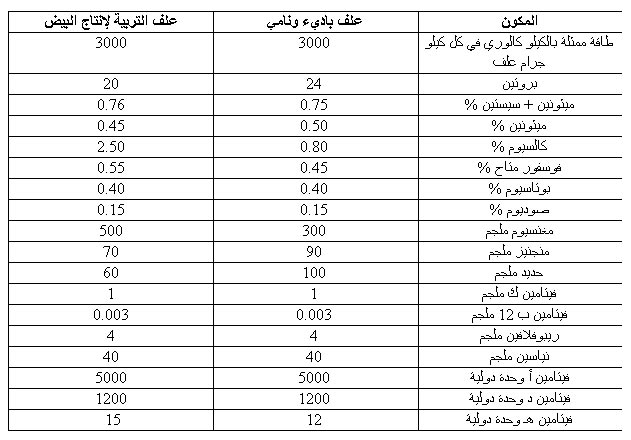 المكون علف باديء ونامي علف التربية لإنتاج البيض
طاقة ممثلة بالكيلو كالوري في كل كيلو 3000 3000
جرام علف
بروتين 24 20
ميثونين + سيستين % 0.75 0.76
ميثونين % 0.50 0.45
كالسيوم % 0.80 2.50
فوسفور متاح % 0.45 0.55
بوتاسيوم % 0.40 0.40
صوديوم % 0.15 0.15
مغنسيوم ملجم 300 500
منجنيز ملجم 90 70
حديد ملجم 100 60
فيتامين ك ملجم 1 1
فيتامين ب 12 ملجم 0.003 0.003
ريبوفلافين ملجم 4 4
نياسين ملجم 40 40
فيتامين أ وحدة دولية 5000 5000
فيتامين د وحدة دولية 1200 1200
فيتامين هـ وحدة دولية 12 15